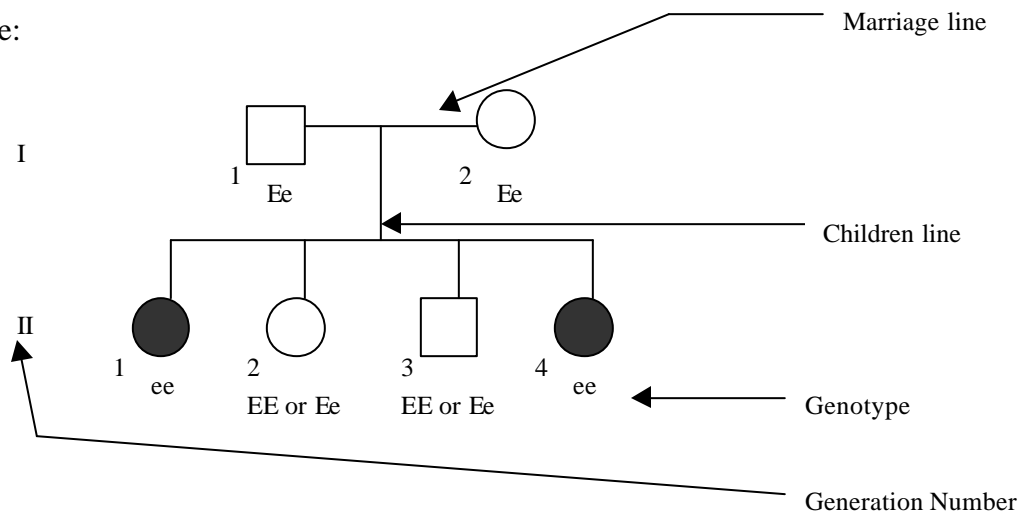 e:
Marriage line
I
1
Ee
2
Ee
Children line
II
1
ee
2
EE or Ee
3
EE or Ee
4
ee
Genotype
Generation Number